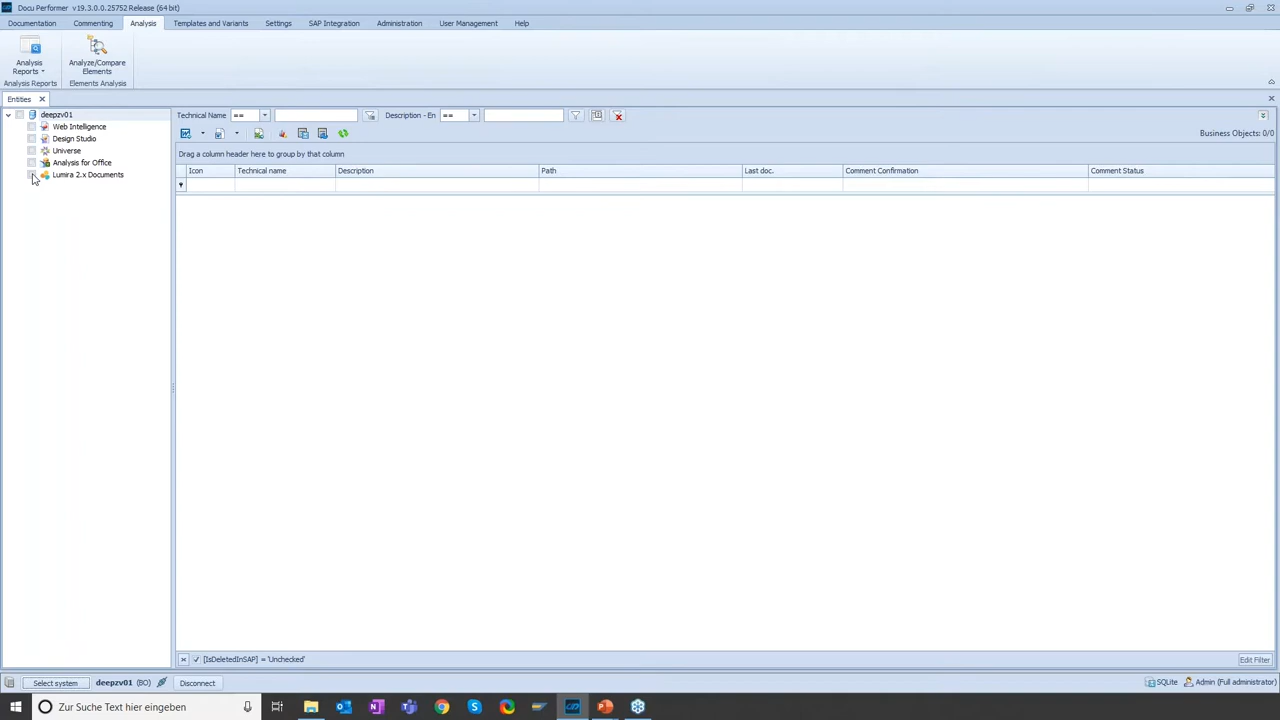 Docu Performer v19.3.0.0.25752 Release (64 bit)
Documentation Commenting Analysis Templates and Variants Settings SAP Integration Administration User Management Help
Analysis Reports
Analyze/Compare Elements
Analysis Reports Elements Analysis
Entities
deepzv01
Web Intelligence
Design Studio
Universe
Analysis for Office
Lumira 2.x Documents
Technical Name == Description - En ==
Business Objects: 0/0
Drag a column header here to group by that column
Icon Technical name Description Path Last doc. Comment Confirmation Comment Status
[IsDeletedInSAP] = 'Unchecked' Edit Filter
Select system deepzv01 (BO) Disconnect SQLite Admin (Full administrator)
Zur Suche Text hier eingeben